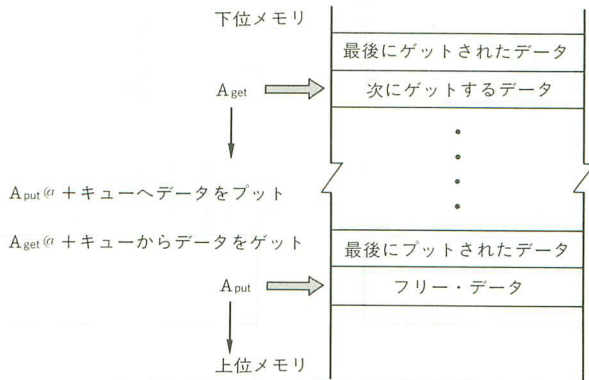 下位メモリ
最後にゲットされたデータ
Aget
次にゲットするデータ
Aput@+キューへデータをプット
Aget@+キューからデータをゲット
最後にプットされたデータ
Aput
フリー・データ
上位メモリ